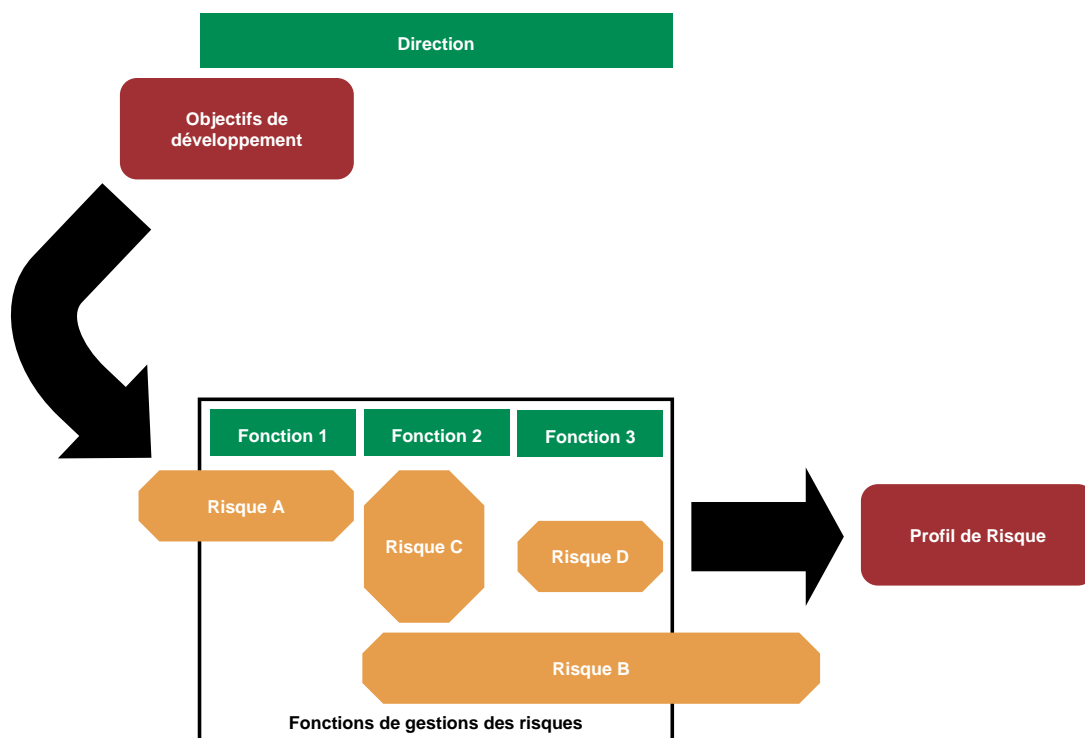 Direction
Objectifs de
développement
Fonction 1
Fonction 2
Fonction 3
Risque A
Risque C
Risque D
Profil de Risque
Risque B
Fonctions de gestions des risques